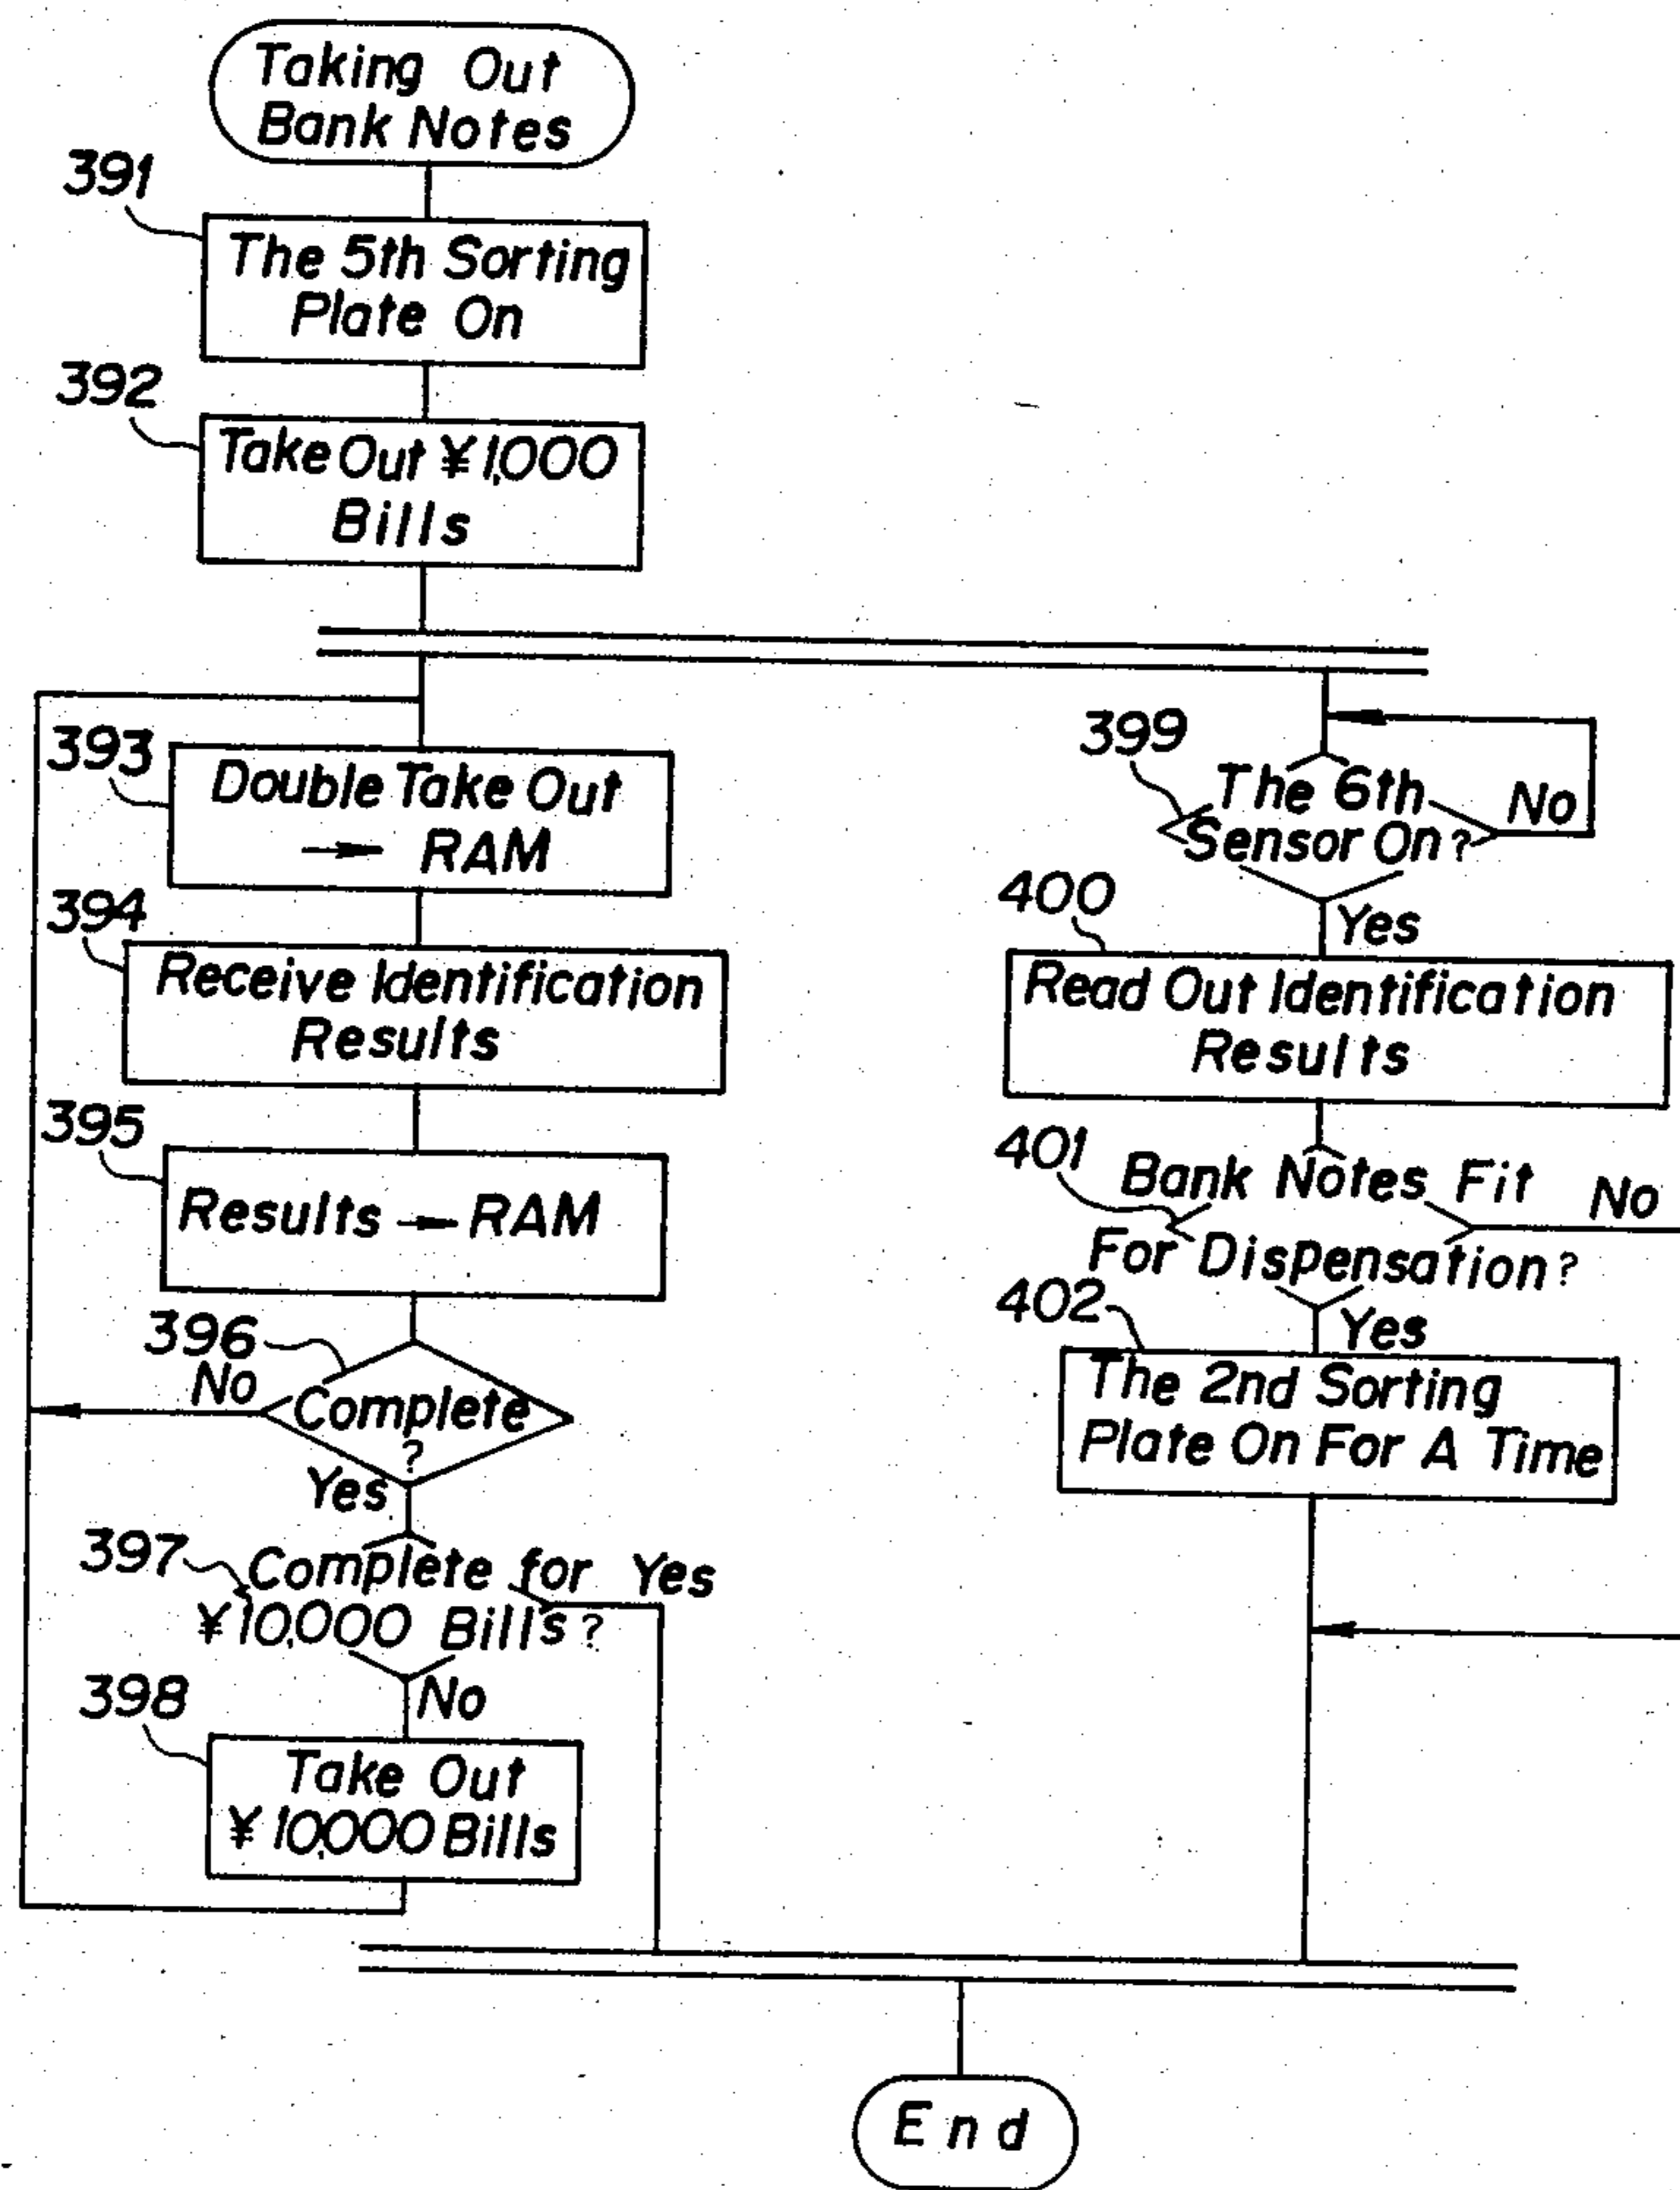 Taking Out
Bank Notes
391
The 5th Sorting
Plate On
392
Take Out ¥1,000
Bills
393
Double Take Out
→ RAM
394
Receive Identification
Results
395
Results → RAM
396
No
Complete
?
Yes
397
Complete for
¥10,000 Bills?
Yes
No
398
Take Out
¥10,000 Bills
399
The 6th
Sensor On?
No
Yes
400
Read Out Identification
Results
401
Bank Notes Fit
For Dispensation?
No
Yes
402
The 2nd Sorting
Plate On For A Time
End